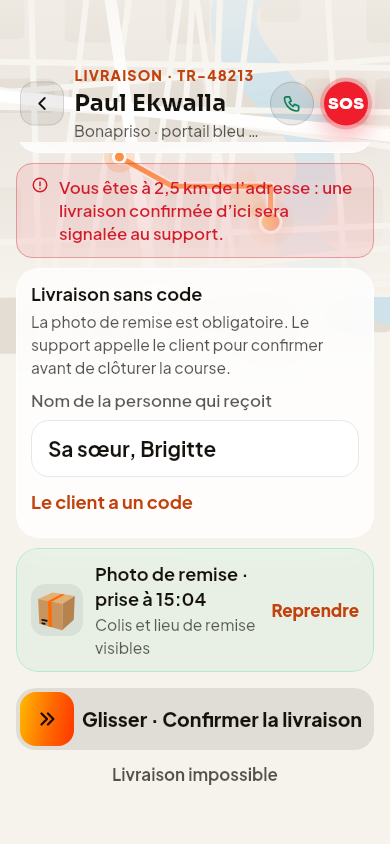 LIVRAISON · TR-48213
Paul Ekwalla
SOS
Bonapriso · portail bleu ...
Vous êtes à 2,5 km de l'adresse : une
livraison confirmée d'ici sera
signalée au support.
Livraison sans code
La photo de remise est obligatoire. Le
support appelle le client pour confirmer
avant de clôturer la course.
Nom de la personne qui reçoit
Sa sœur, Brigitte
Le client a un code
Photo de remise ·
prise à 15:04
Colis et lieu de remise
visibles
Reprendre
Glisser · Confirmer la livraison
Livraison impossible